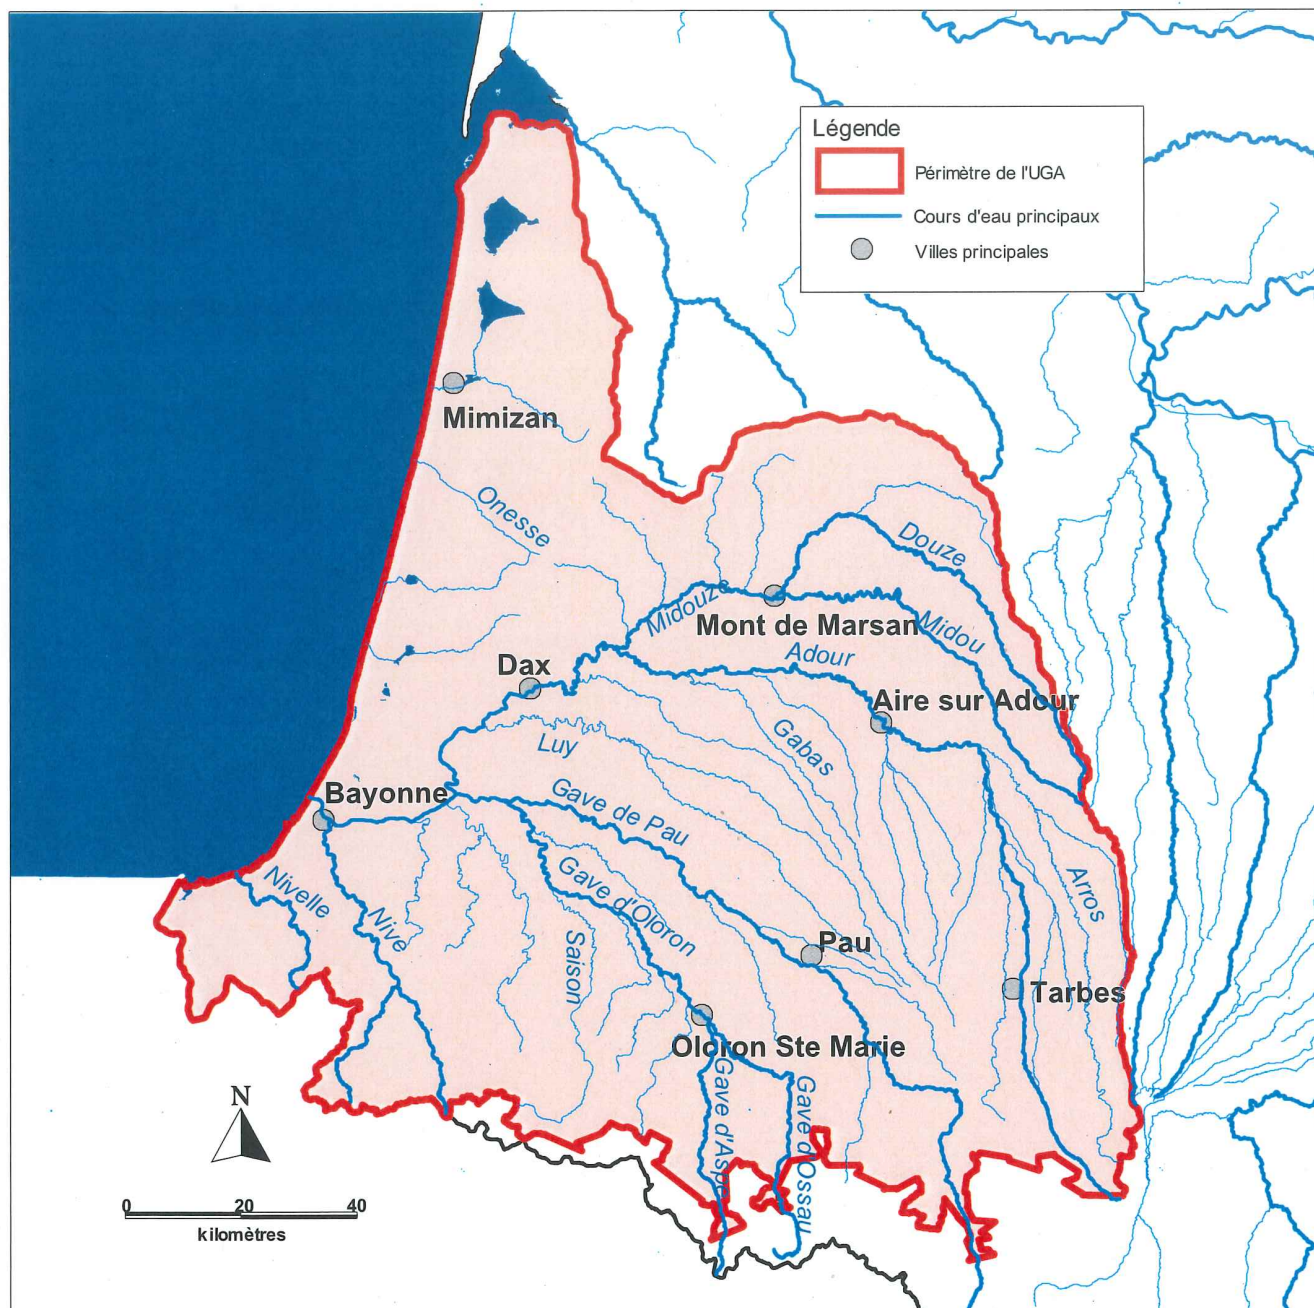 Légende
Périmètre de l'UGA
Cours d'eau principaux
Villes principales
Mimizan
Onesse
Douze
Midouze
Mont de Marsan
Midou
Adour
Dax
Aire sur Adour
Gabas
Luy
Bayonne
Gave de Pau
Gave d'Oloron
Arros
Nivelle
Nive
Saison
Pau
Tarbes
Oloron Ste Marie
Gave d'Aspe
Gave d'Ossau
N
0 20 40
kilomètres